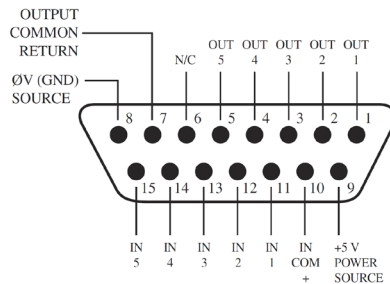 OUTPUT
COMMON
RETURN
ØV (GND)
SOURCE
N/C
OUT
5
OUT
4
OUT
3
OUT
2
OUT
1
8 7 6 5 4 3 2 1
15 14 13 12 11 10 9
IN
5
IN
4
IN
3
IN
2
IN
1
IN
COM
+
+5 V
POWER
SOURCE